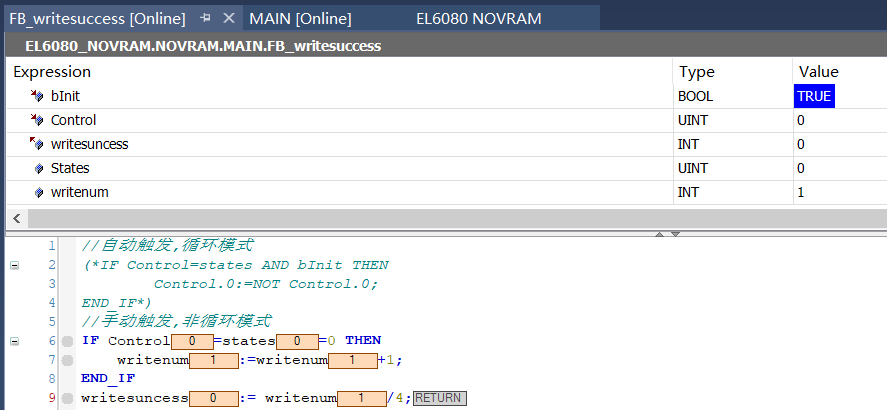 FB_writesuccess [Online] MAIN [Online] EL6080 NOVRAM
EL6080_NOVRAM.NOVRAM.MAIN.FB_writesuccess
Expression Type Value
bInit BOOL TRUE
Control UINT 0
writesuncess INT 0
States UINT 0
writenum INT 1
1 //自动触发,循环模式
2 (*IF Control=states AND bInit THEN
3 Control.0:=NOT Control.0;
4 END_IF*)
5 //手动触发,非循环模式
6 IF Control 0 =states 0 =0 THEN
7 writenum 1 :=writenum 1 +1;
8 END_IF
9 writesuncess 0 := writenum 1 /4; RETURN